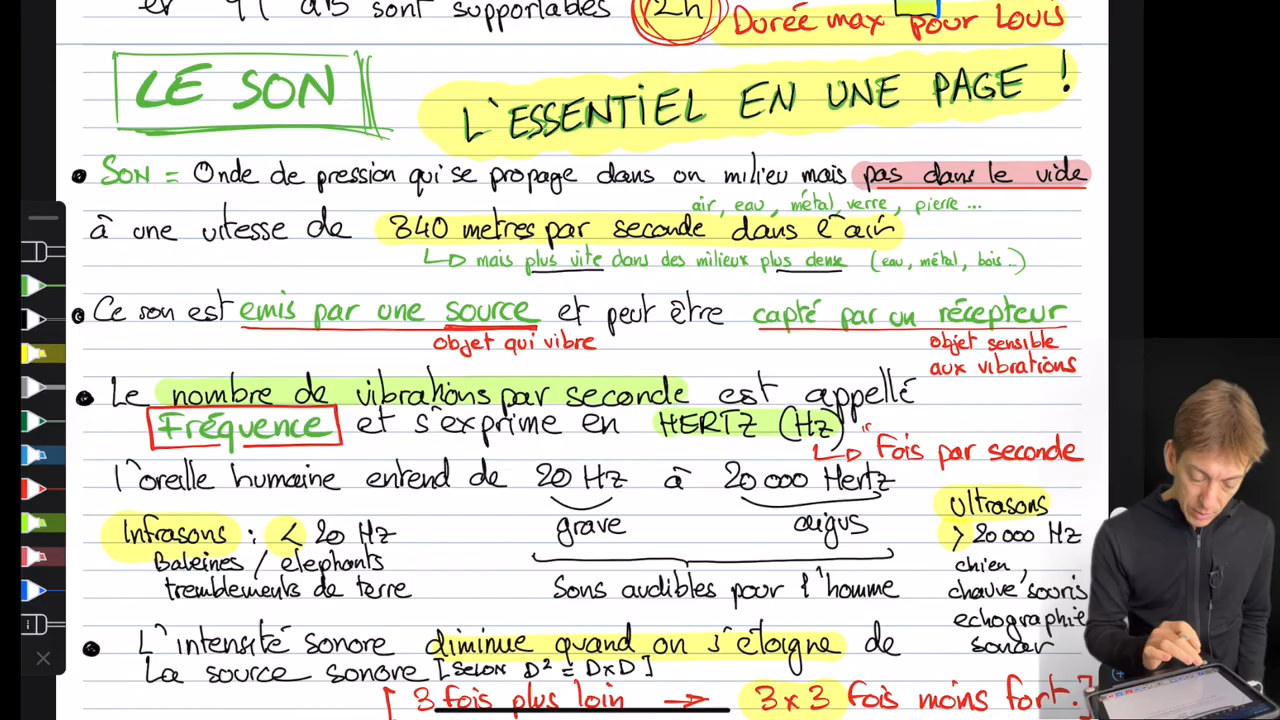 et 91 dB sont supportables 2h Durée max pour Louis
LE SON
L'ESSENTIEL EN UNE PAGE !
• SON = Onde de pression qui se propage dans un milieu mais pas dans le vide
air, eau, métal, verre, pierre ...
à une vitesse de 340 metres par seconde dans l'air
↳ mais plus vite dans des milieux plus dense (eau, métal, bois...)
• Ce son est emis par une source et peut être capté par un récepteur
objet qui vibre
objet sensible
aux vibrations
• Le nombre de vibrations par seconde est appellé
Fréquence et s'exprime en HERTZ (Hz)
↳ "Fois par seconde
l'oreille humaine entend de 20 Hz à 20 000 Hertz
grave aigus
Sons audibles pour l'homme
Infrasons : < 20 Hz
Baleines / elephants
tremblements de terre
Ultrasons
> 20 000 Hz
chien,
chauve souris
echographie
sonar
• L'intensité sonore diminue quand on s'éloigne de
La source sonore [SELON D² = D×D]
[ 3 fois plus loin → 3 x 3 fois moins fort.]